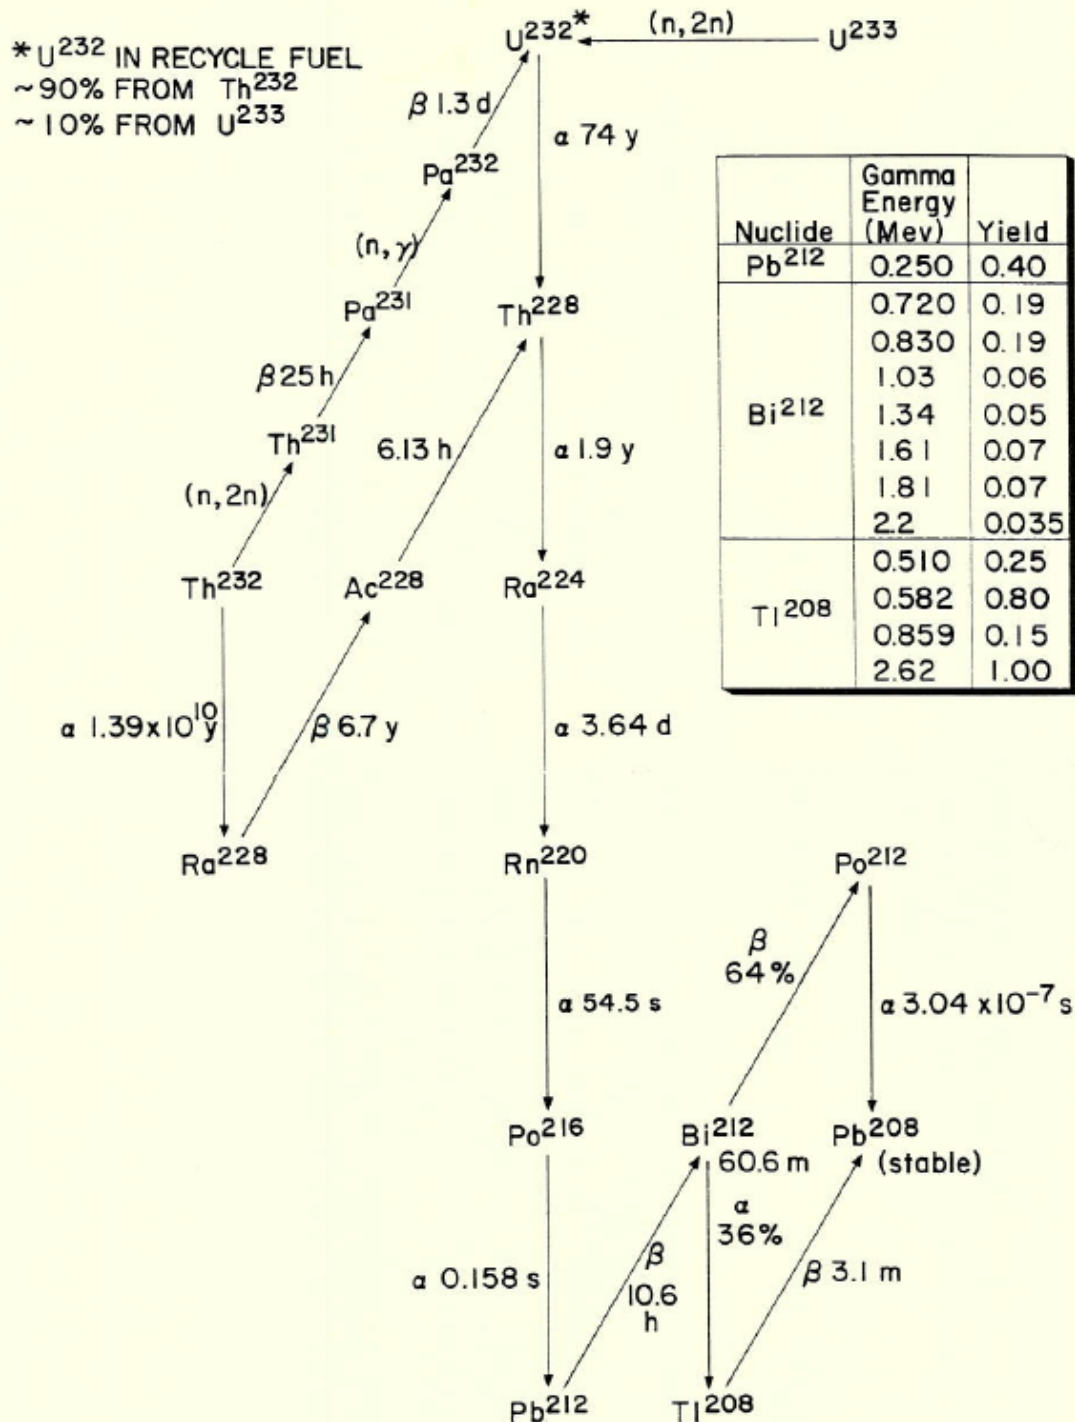 U²³²*
(n, 2n)
U²³³
*U²³² IN RECYCLE FUEL
~90% FROM Th²³²
~10% FROM U²³³
β 1.3 d
α 74 y
Pa²³²
(n, γ)
Pa²³¹
Th²²⁸
β 25 h
Th²³¹
6.13 h
α 1.9 y
(n, 2n)
Th²³²
Ac²²⁸
Ra²²⁴
α 1.39 x 10¹⁰ y
β 6.7 y
α 3.64 d
Ra²²⁸
Rn²²⁰
Po²¹²
β
64%
α 54.5 s
α 3.04 x 10⁻⁷ s
Po²¹⁶
Bi²¹²
60.6 m
Pb²⁰⁸
(stable)
α
36%
α 0.158 s
β
10.6
h
β 3.1 m
Pb²¹²
Tl²⁰⁸
Nuclide Gamma Energy (Mev) Yield
Pb²¹² 0.250 0.40
Bi²¹²
0.720 0.19
0.830 0.19
1.03 0.06
1.34 0.05
1.61 0.07
1.81 0.07
2.2 0.035
Tl²⁰⁸
0.510 0.25
0.582 0.80
0.859 0.15
2.62 1.00